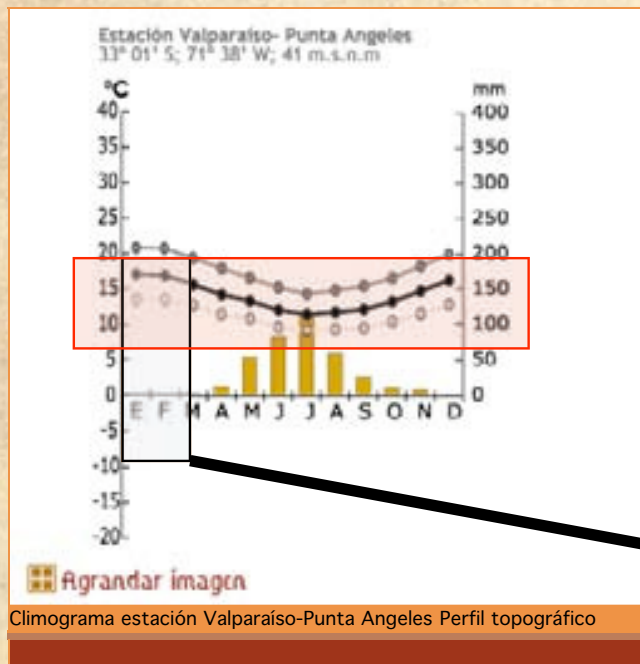 Estación Valparaíso- Punta Angeles
33° 01' S; 71° 38' W; 41 m.s.n.m
°C mm
40 400
35 350
30 300
25 250
20 200
15 150
10 100
5 50
0 E F M A M J J A S O N D 0
-5
-10
-15
-20
Agrandar imagen
Climograma estación Valparaíso-Punta Angeles Perfil topográfico